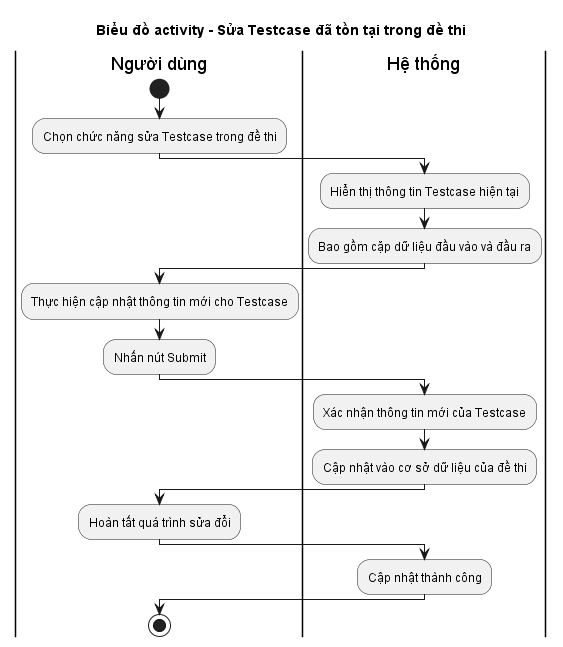 Biểu đồ activity - Sửa Testcase đã tồn tại trong đề thi
Người dùng
Hệ thống
Chọn chức năng sửa Testcase trong đề thi
Hiển thị thông tin Testcase hiện tại
Bao gồm cặp dữ liệu đầu vào và đầu ra
Thực hiện cập nhật thông tin mới cho Testcase
Nhấn nút Submit
Xác nhận thông tin mới của Testcase
Cập nhật vào cơ sở dữ liệu của đề thi
Hoàn tất quá trình sửa đổi
Cập nhật thành công